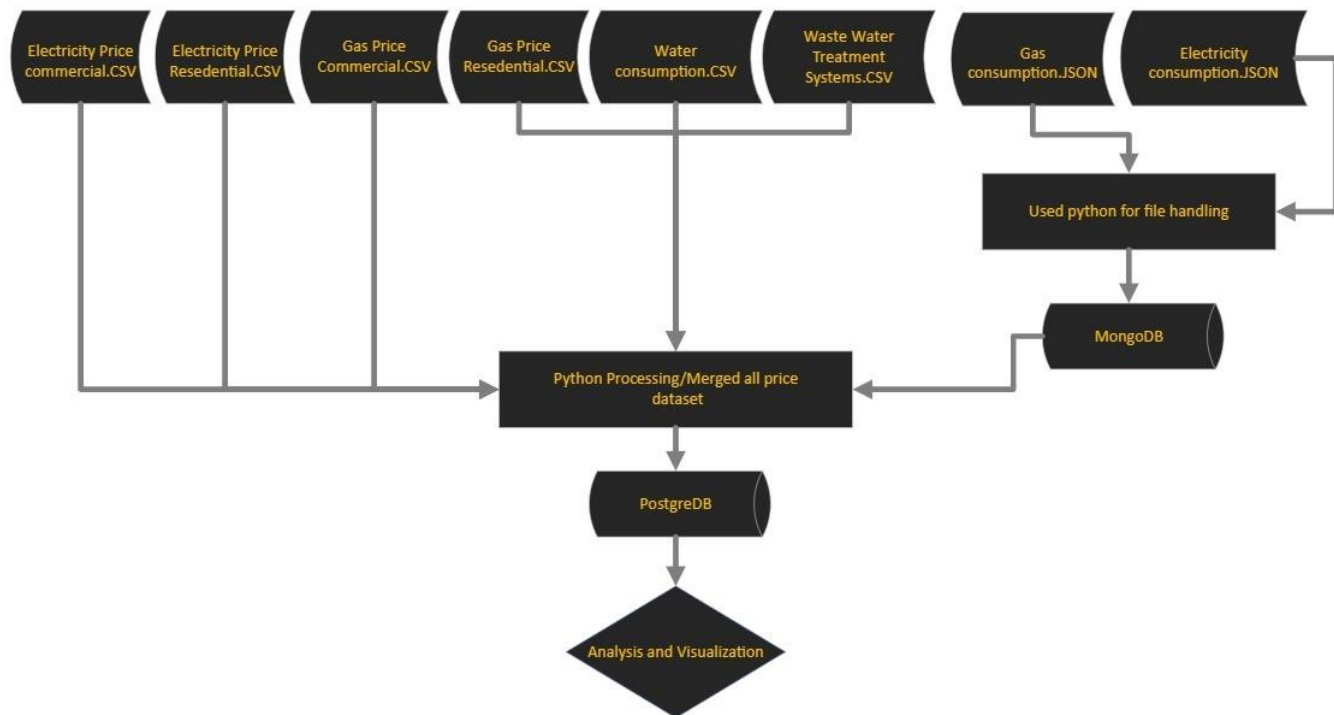 Electricity Price
commercial.CSV
Electricity Price
Resedential.CSV
Gas Price
Commercial.CSV
Gas Price
Resedential.CSV
Water
consumption.CSV
Waste Water
Treatment
Systems.CSV
Gas
consumption.JSON
Electricity
consumption.JSON
Used python for file handling
MongoDB
Python Processing/Merged all price
dataset
PostgreDB
Analysis and Visualization